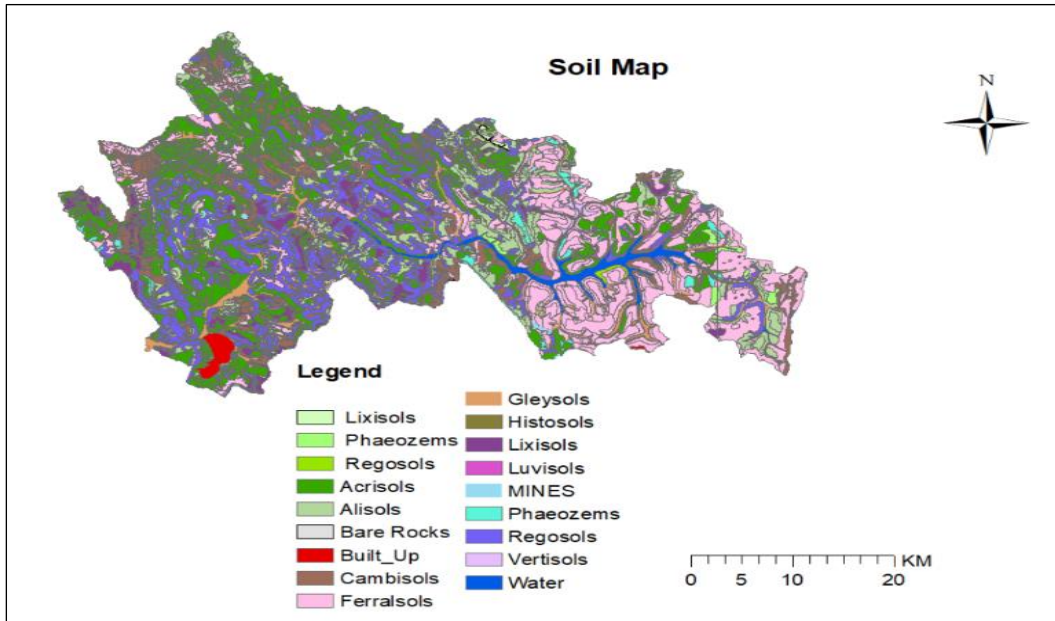 Soil Map
N
Legend
Lixisols
Phaeozems
Regosols
Acrisols
Alisols
Bare Rocks
Built_Up
Cambisols
Ferralsols
Gleysols
Histosols
Lixisols
Luvisols
MINES
Phaeozems
Regosols
Vertisols
Water
KM
0 5 10 20